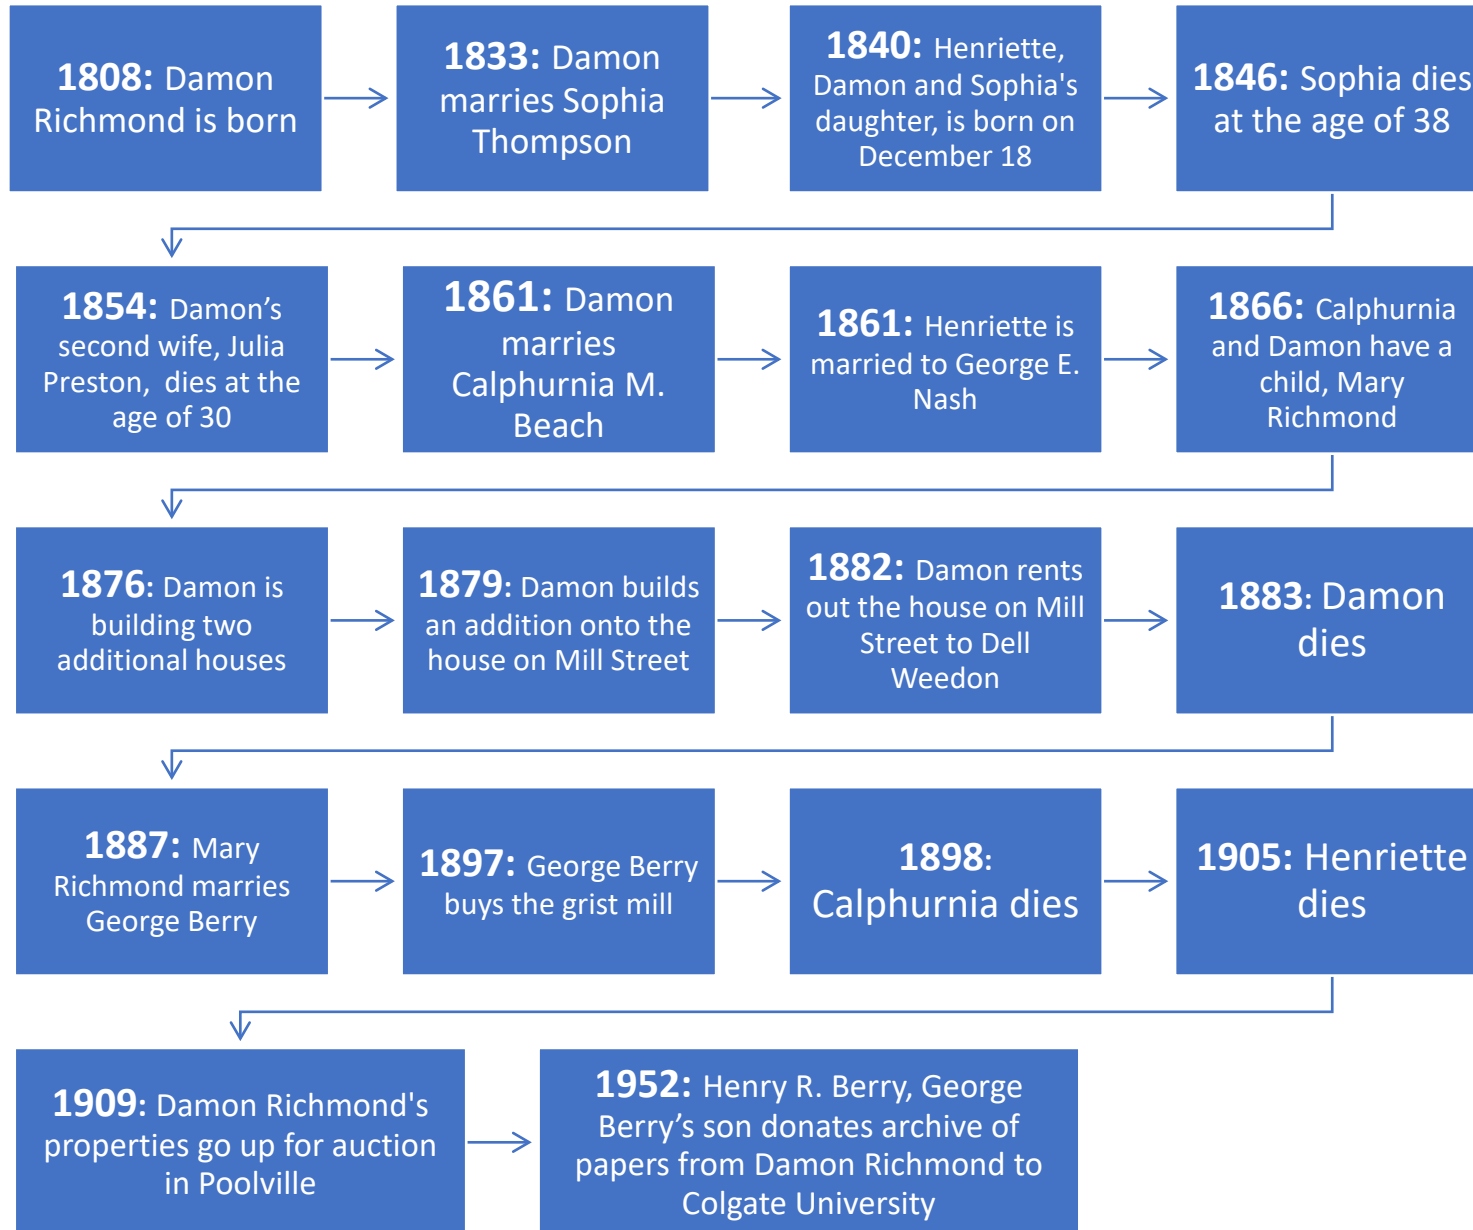 1808: Damon
Richmond is born
1833: Damon
marries Sophia
Thompson
1840: Henriette,
Damon and Sophia's
daughter, is born on
December 18
1846: Sophia dies
at the age of 38
1854: Damon’s
second wife, Julia
Preston, dies at the
age of 30
1861: Damon
marries
Calphurnia M.
Beach
1861: Henriette is
married to George E.
Nash
1866: Calphurnia
and Damon have a
child, Mary
Richmond
1876: Damon is
building two
additional houses
1879: Damon builds
an addition onto the
house on Mill Street
1882: Damon rents
out the house on Mill
Street to Dell
Weedon
1883: Damon
dies
1887: Mary
Richmond marries
George Berry
1897: George Berry
buys the grist mill
1898:
Calphurnia dies
1905: Henriette
dies
1909: Damon Richmond's
properties go up for auction
in Poolville
1952: Henry R. Berry, George
Berry’s son donates archive of
papers from Damon Richmond to
Colgate University